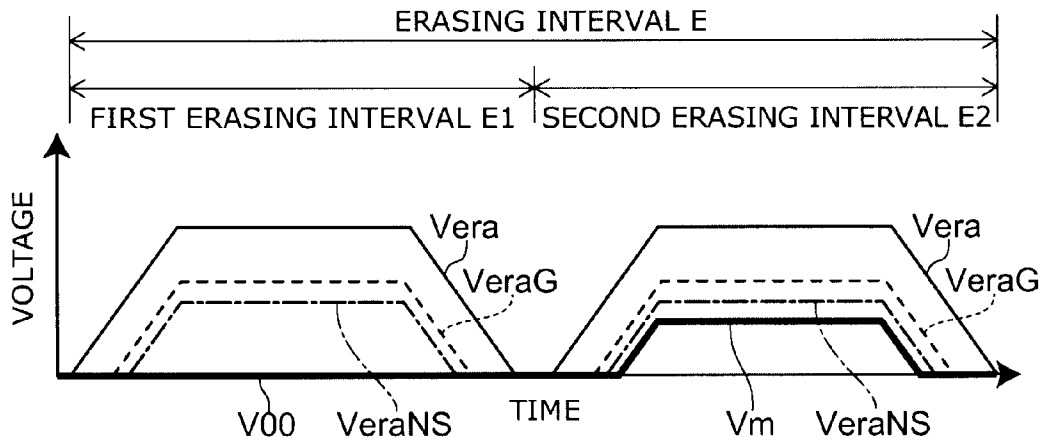 ERASING INTERVAL E
FIRST ERASING INTERVAL E1
SECOND ERASING INTERVAL E2
VOLTAGE
Vera
VeraG
Vera
VeraG
V00
VeraNS
TIME
Vm
VeraNS